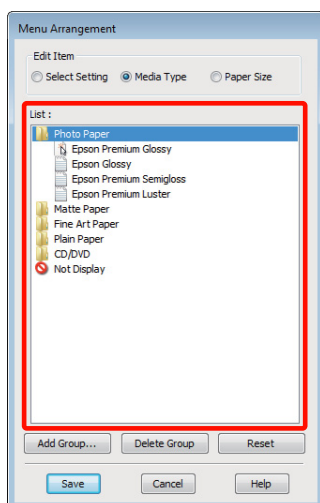 Menu Arrangement
Edit Item
Select Setting Media Type Paper Size
List :
Photo Paper
Epson Premium Glossy
Epson Glossy
Epson Premium Semigloss
Epson Premium Luster
Matte Paper
Fine Art Paper
Plain Paper
CD/DVD
Not Display
Add Group... Delete Group Reset
Save Cancel Help